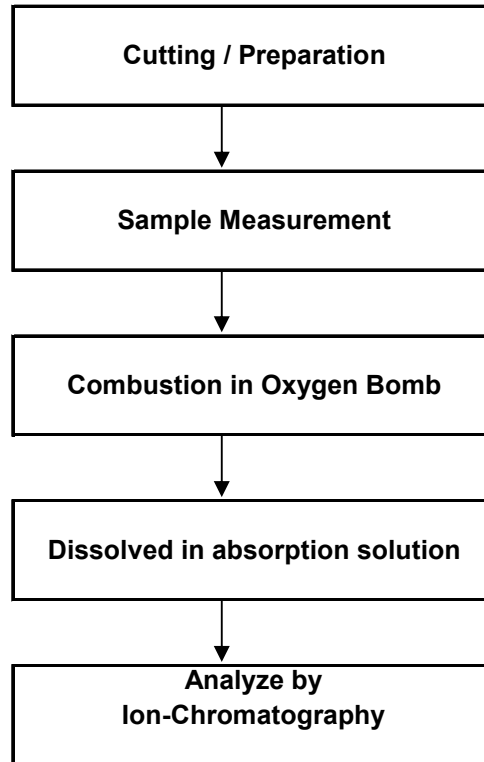 Cutting / Preparation
Sample Measurement
Combustion in Oxygen Bomb
Dissolved in absorption solution
Analyze by
Ion-Chromatography